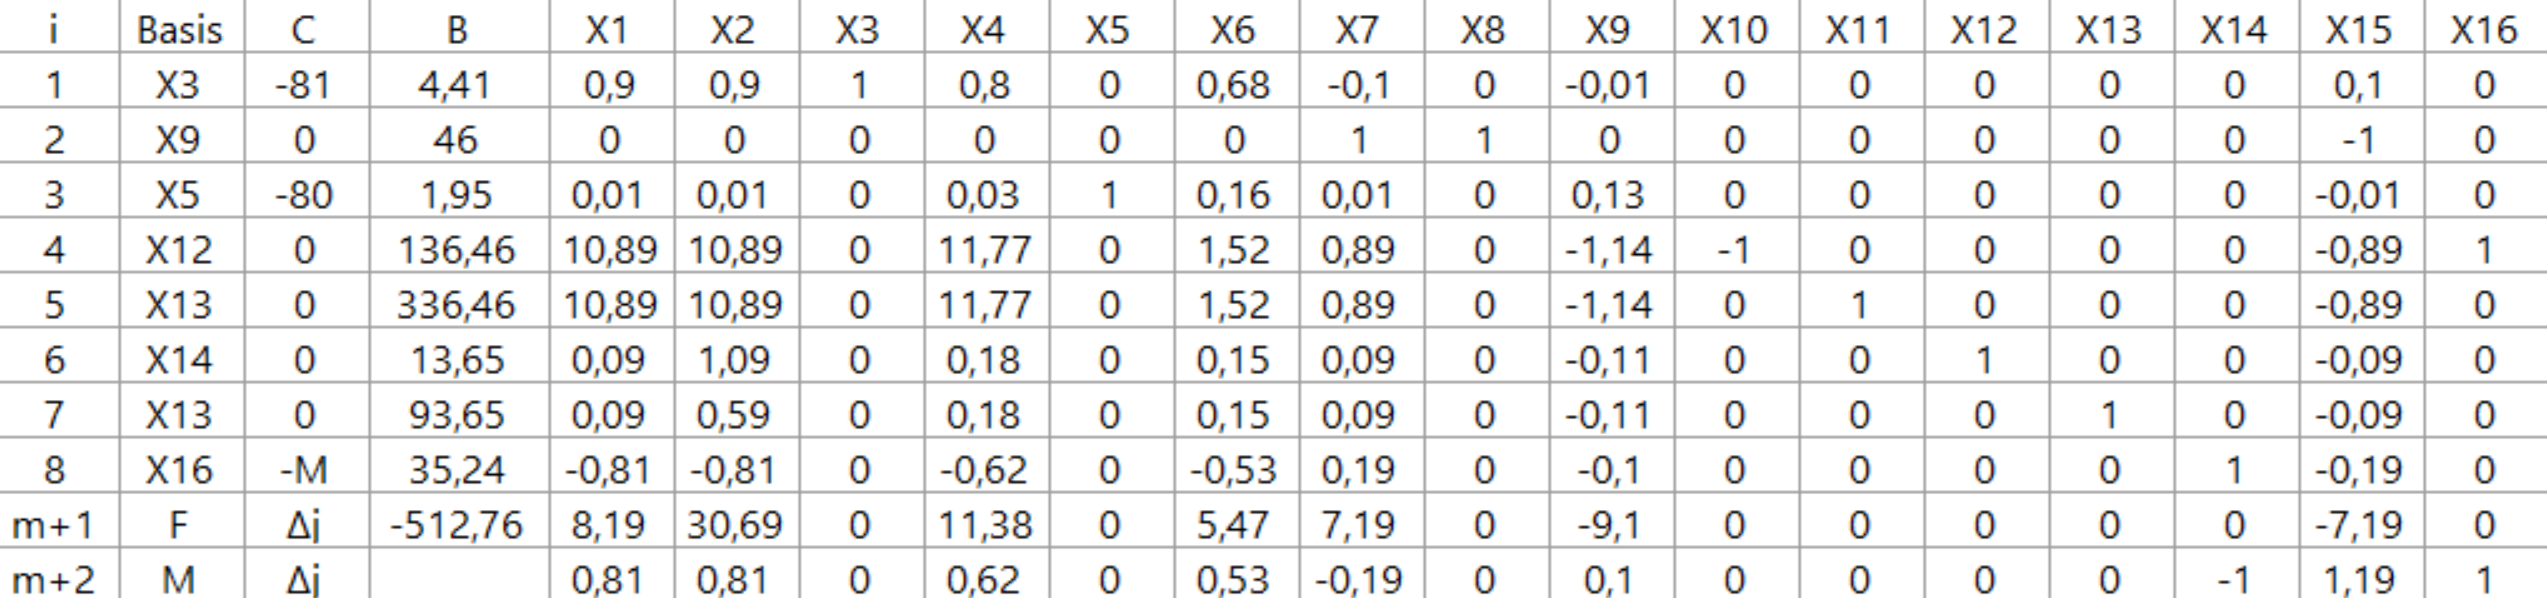 i Basis C B X1 X2 X3 X4 X5 X6 X7 X8 X9 X10 X11 X12 X13 X14 X15 X16
1 X3 -81 4,41 0,9 0,9 1 0,8 0 0,68 -0,1 0 -0,01 0 0 0 0 0 0,1 0
2 X9 0 46 0 0 0 0 0 0 1 1 0 0 0 0 0 0 -1 0
3 X5 -80 1,95 0,01 0,01 0 0,03 1 0,16 0,01 0 0,13 0 0 0 0 0 -0,01 0
4 X12 0 136,46 10,89 10,89 0 11,77 0 1,52 0,89 0 -1,14 -1 0 0 0 0 -0,89 1
5 X13 0 336,46 10,89 10,89 0 11,77 0 1,52 0,89 0 -1,14 0 1 0 0 0 -0,89 0
6 X14 0 13,65 0,09 1,09 0 0,18 0 0,15 0,09 0 -0,11 0 0 1 0 0 -0,09 0
7 X13 0 93,65 0,09 0,59 0 0,18 0 0,15 0,09 0 -0,11 0 0 0 1 0 -0,09 0
8 X16 -M 35,24 -0,81 -0,81 0 -0,62 0 -0,53 0,19 0 -0,1 0 0 0 0 1 -0,19 0
m+1 F Δj -512,76 8,19 30,69 0 11,38 0 5,47 7,19 0 -9,1 0 0 0 0 0 -7,19 0
m+2 M Δj 0,81 0,81 0 0,62 0 0,53 -0,19 0 0,1 0 0 0 0 -1 1,19 1